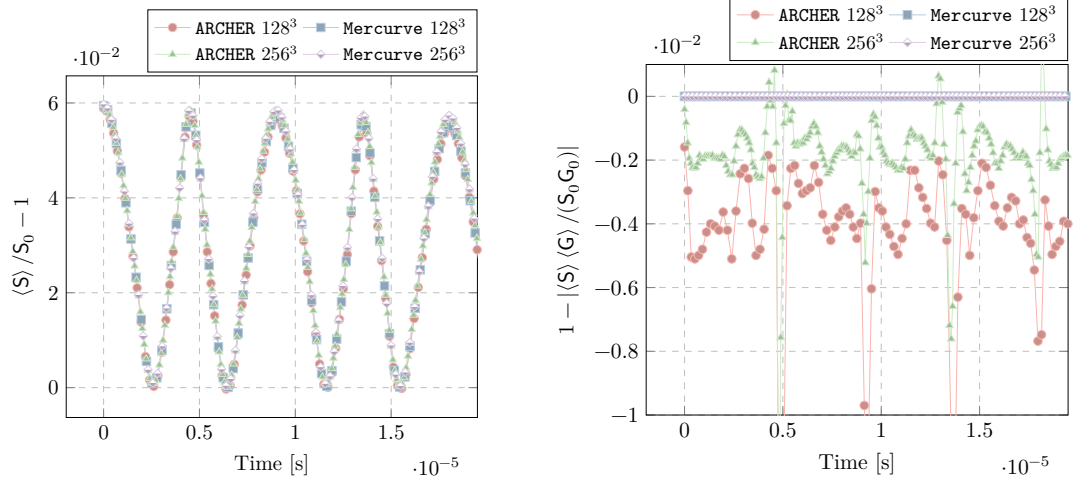 ARCHER 128³ Mercurve 128³
ARCHER 256³ Mercurve 256³
·10⁻²
6
4
2
0
⟨S⟩ /S₀ − 1
0 0.5 1 1.5
Time [s]
·10⁻⁵
ARCHER 128³ Mercurve 128³
ARCHER 256³ Mercurve 256³
·10⁻²
0
−0.2
−0.4
−0.6
−0.8
−1
1 − |⟨S⟩ ⟨G⟩ /(S₀G₀)|
0 0.5 1 1.5
Time [s]
·10⁻⁵